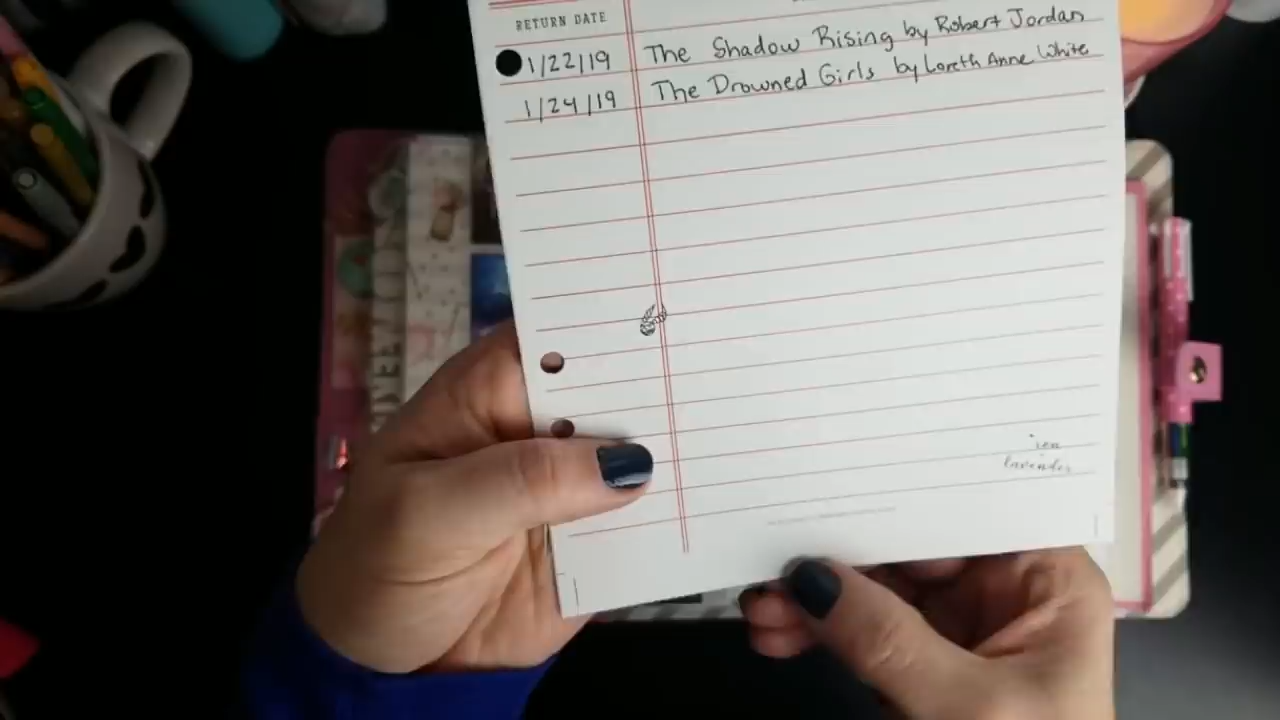 RETURN DATE
1/22/19 The Shadow Rising by Robert Jordan
1/24/19 The Drowned Girls by Loreth Anne White